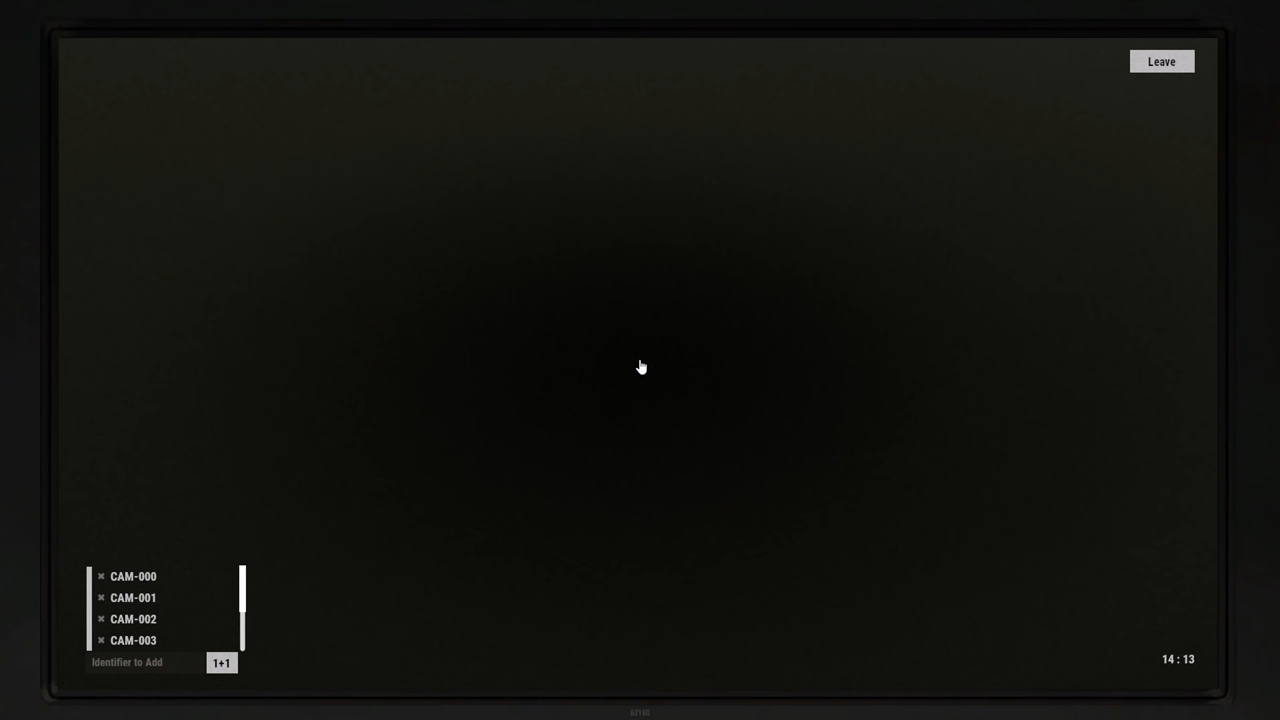 Leave
CAM-000
CAM-001
CAM-002
CAM-003
Identifier to Add
1+1
14 : 13